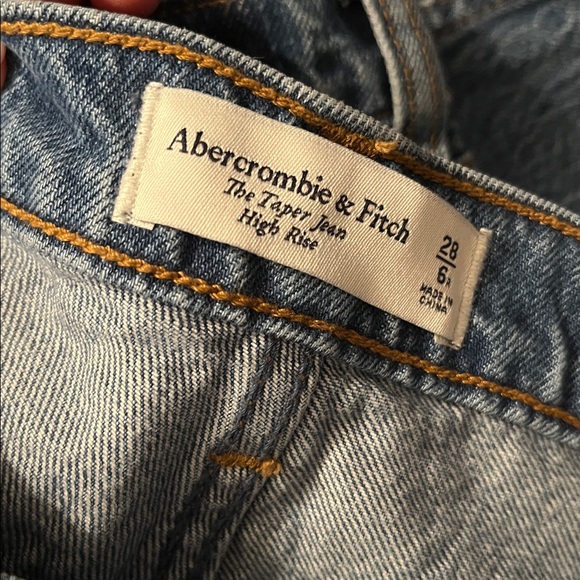 Abercrombie & Fitch
The Taper Jean
High Rise
28
6R
MADE IN
CHINA